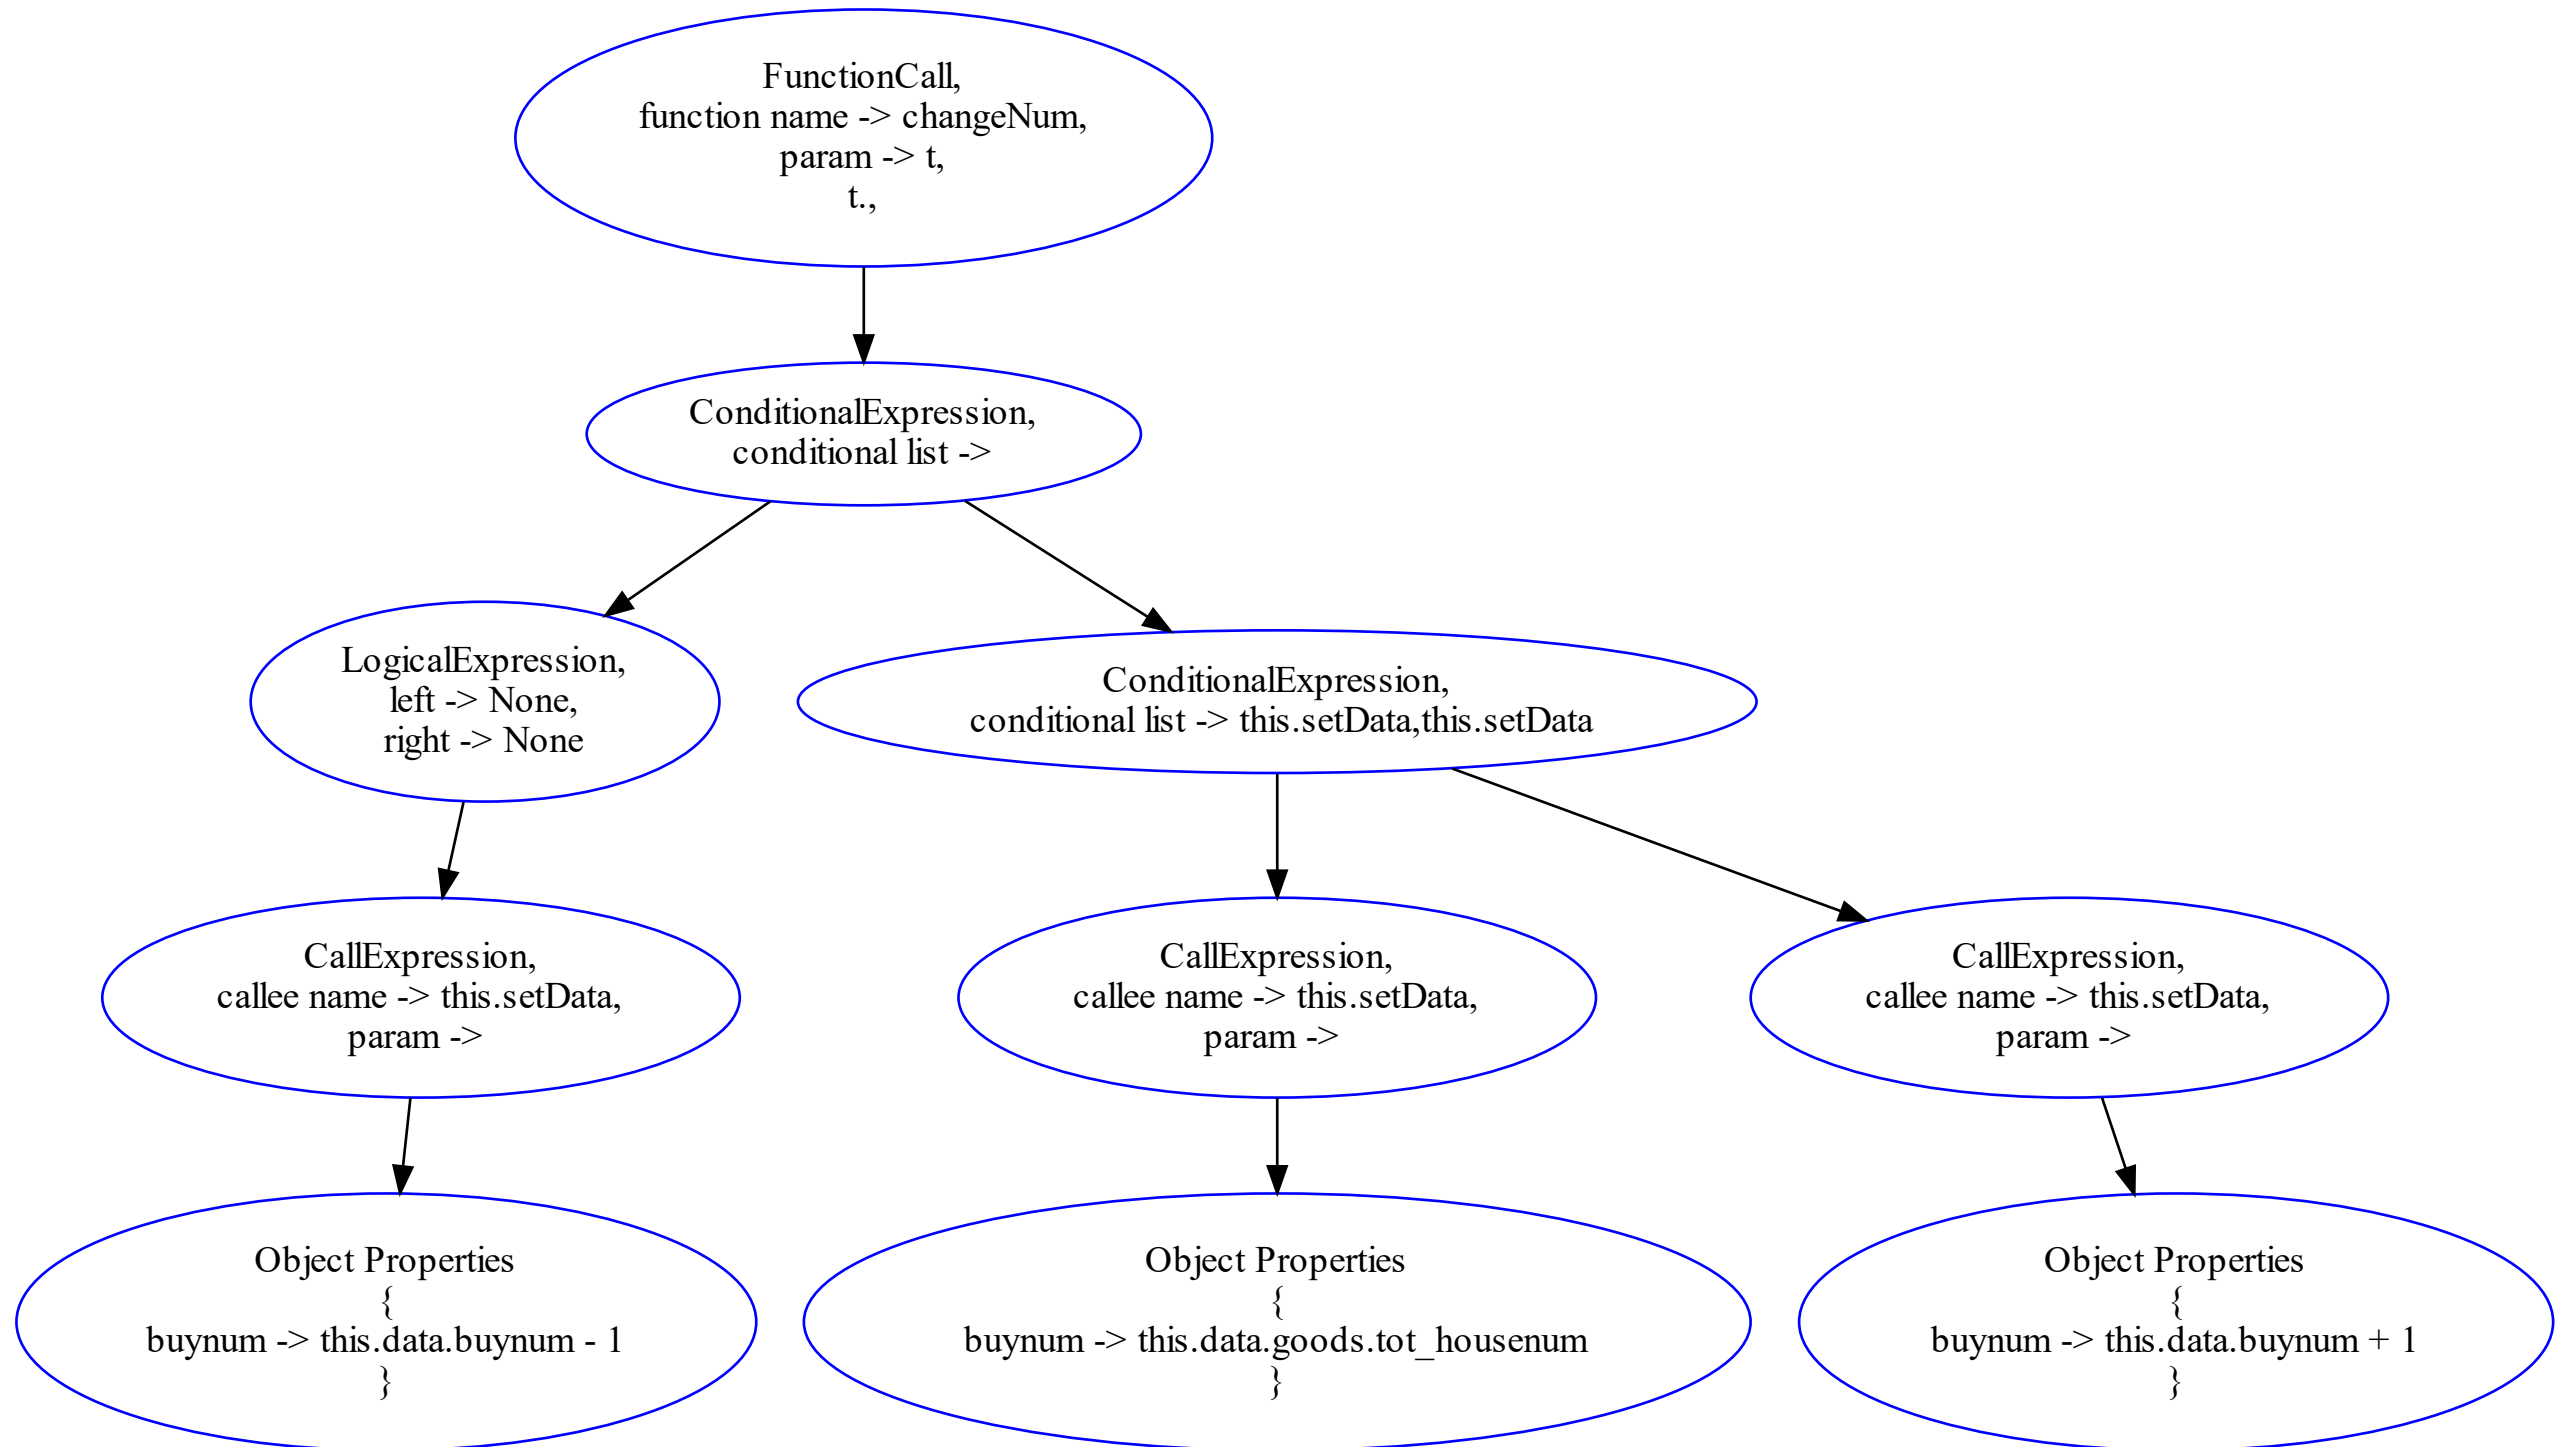 FunctionCall,
function name -> changeNum,
param -> t,
t.,
ConditionalExpression,
conditional list ->
LogicalExpression,
left -> None,
right -> None
ConditionalExpression,
conditional list -> this.setData,this.setData
CallExpression,
callee name -> this.setData,
param ->
CallExpression,
callee name -> this.setData,
param ->
CallExpression,
callee name -> this.setData,
param ->
Object Properties
{
buynum -> this.data.buynum - 1
}
Object Properties
{
buynum -> this.data.goods.tot_housenum
}
Object Properties
{
buynum -> this.data.buynum + 1
}